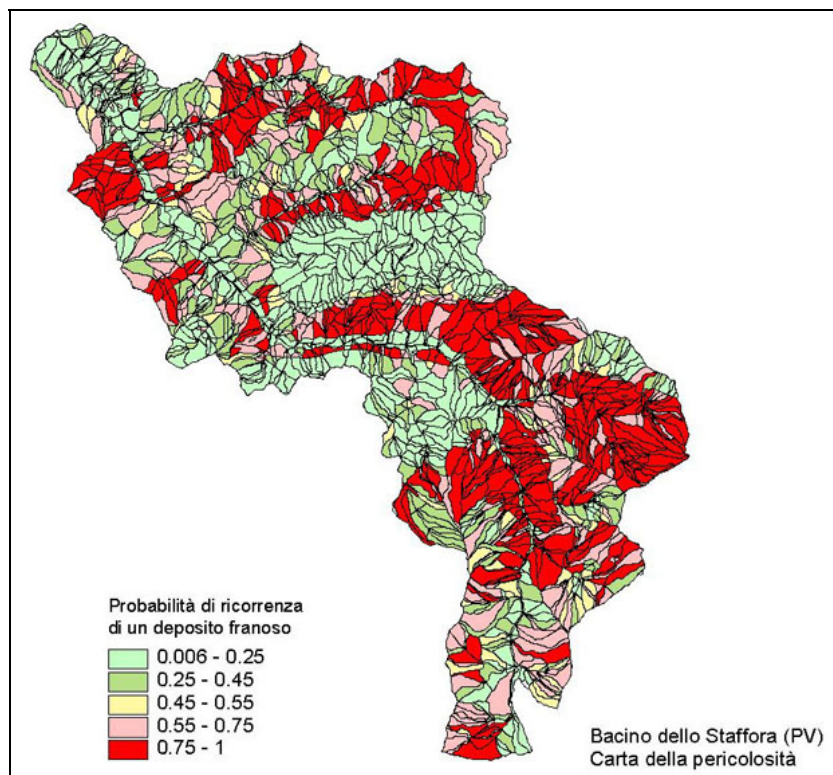 Probabilità di ricorrenza
di un deposito franoso
0.006 - 0.25
0.25 - 0.45
0.45 - 0.55
0.55 - 0.75
0.75 - 1
Bacino dello Staffora (PV)
Carta della pericolosità